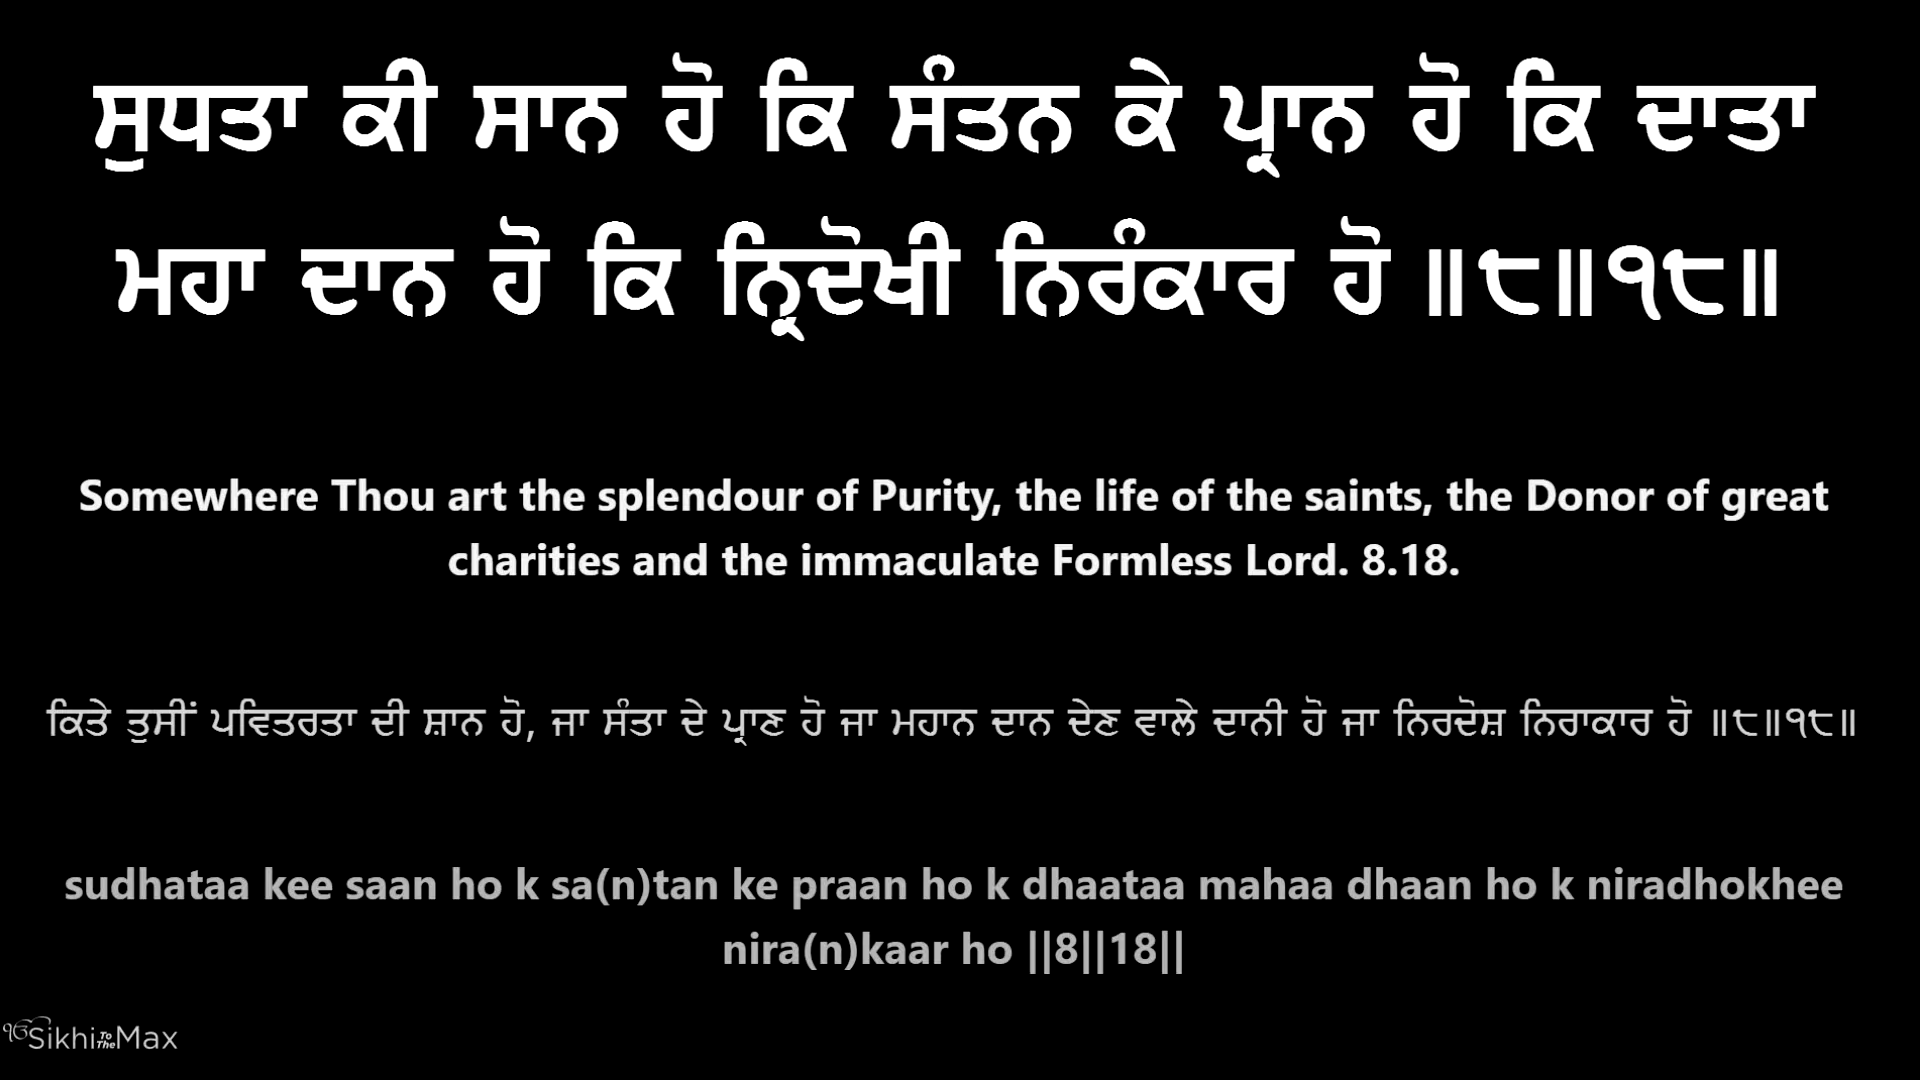 ਸੁਧਤਾ ਕੀ ਸਾਨ ਹੋ ਕਿ ਸੰਤਨ ਕੇ ਪ੍ਰਾਨ ਹੋ ਕਿ ਦਾਤਾ
ਮਹਾ ਦਾਨ ਹੋ ਕਿ ਨ੍ਰਿਦੋਖੀ ਨਿਰੰਕਾਰ ਹੋ ॥੮॥੧੮॥
Somewhere Thou art the splendour of Purity, the life of the saints, the Donor of great
charities and the immaculate Formless Lord. 8.18.
ਕਿਤੇ ਤੁਸੀਂ ਪਵਿਤਰਤਾ ਦੀ ਸ਼ਾਨ ਹੋ, ਜਾ ਸੰਤਾ ਦੇ ਪ੍ਰਾਣ ਹੋ ਜਾ ਮਹਾਨ ਦਾਨ ਦੇਣ ਵਾਲੇ ਦਾਨੀ ਹੋ ਜਾ ਨਿਰਦੋਸ਼ ਨਿਰਾਕਾਰ ਹੋ ॥੮॥੧੮॥
sudhataa kee saan ho k sa(n)tan ke praan ho k dhaataa mahaa dhaan ho k niradhokhee
nira(n)kaar ho ||8||18||
ੴSikhiToTheMax